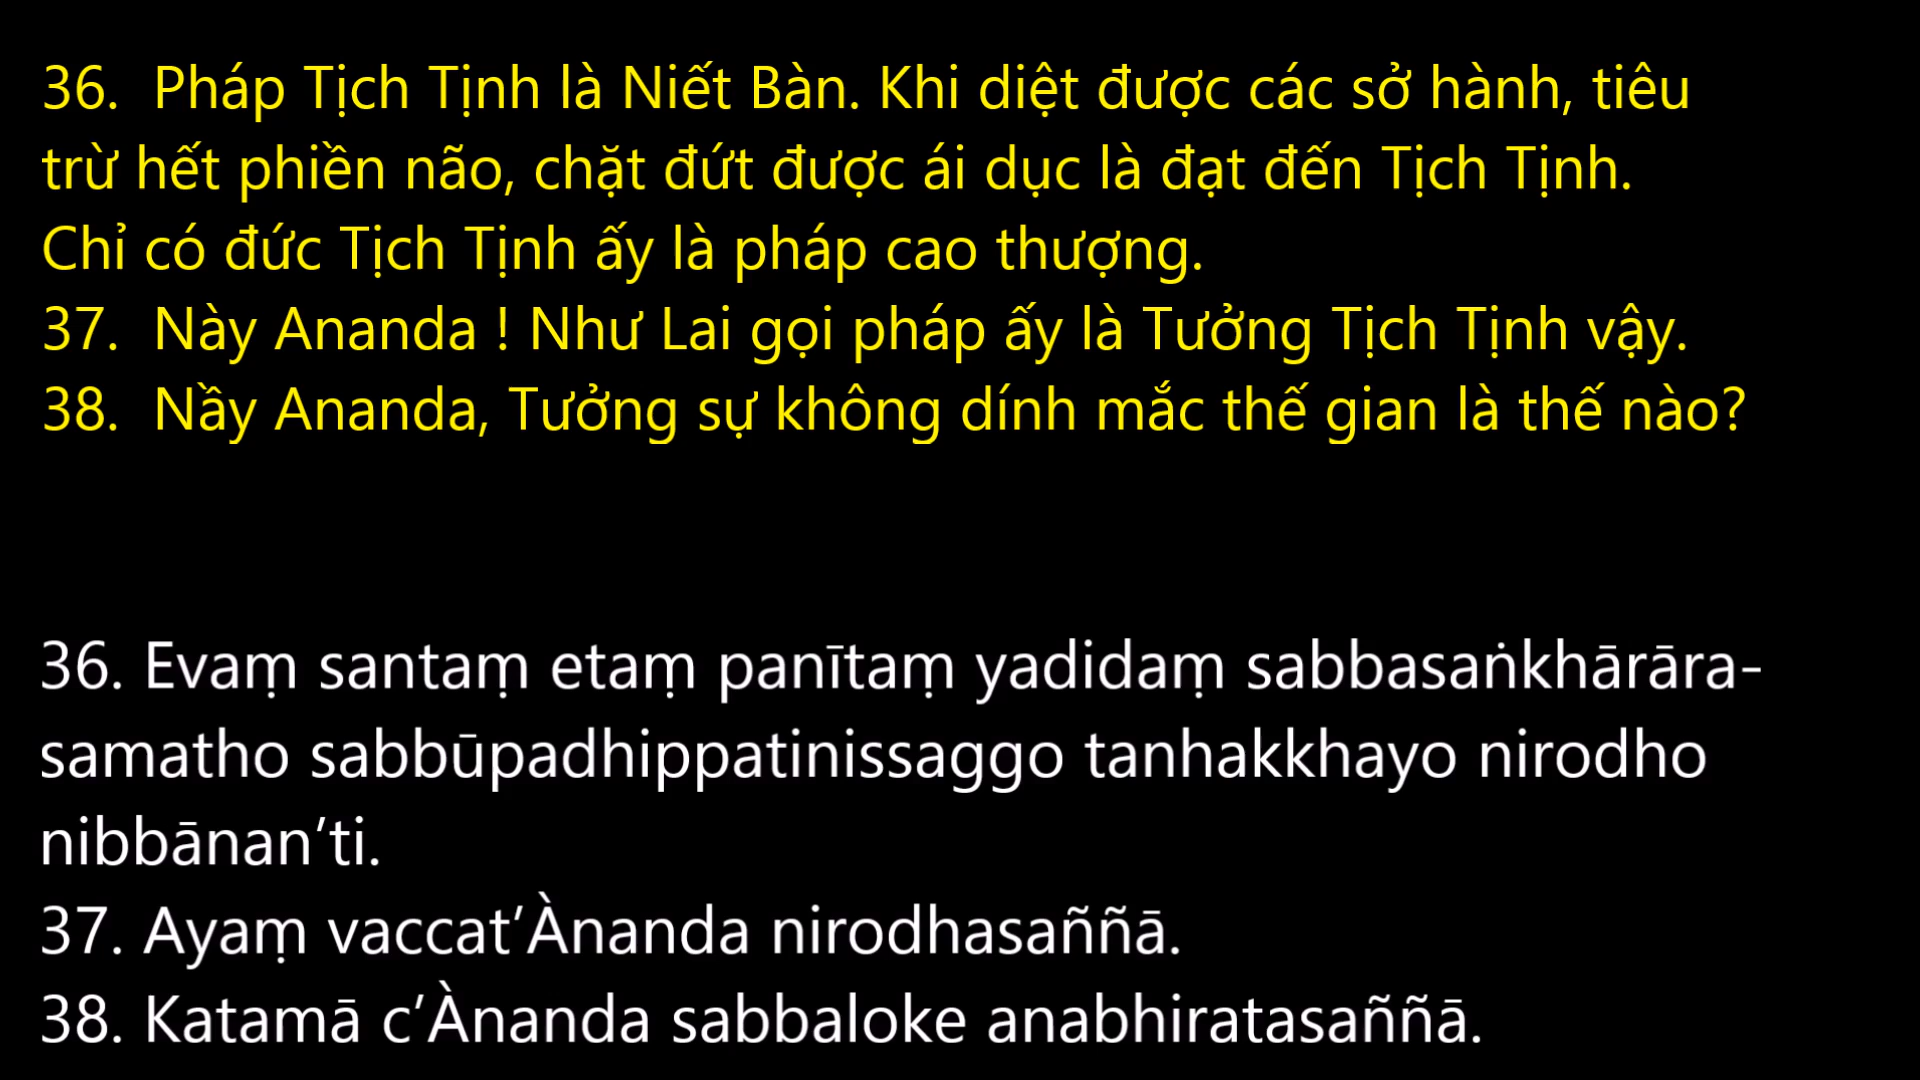 36.  Pháp Tịch Tịnh là Niết Bàn. Khi diệt được các sở hành, tiêu
trừ hết phiền não, chặt đứt được ái dục là đạt đến Tịch Tịnh.
Chỉ có đức Tịch Tịnh ấy là pháp cao thượng.
37.  Này Ananda ! Như Lai gọi pháp ấy là Tưởng Tịch Tịnh vậy.
38.  Nầy Ananda, Tưởng sự không dính mắc thế gian là thế nào?
36. Evaṃ santaṃ etaṃ panītaṃ yadidaṃ sabbasaṅkhārāra-
samatho sabbūpadhippatinissaggo tanhakkhayo nirodho
nibbānan’ti.
37. Ayaṃ vaccat’Ànanda nirodhasaññā.
38. Katamā c’Ànanda sabbaloke anabhiratasaññā.